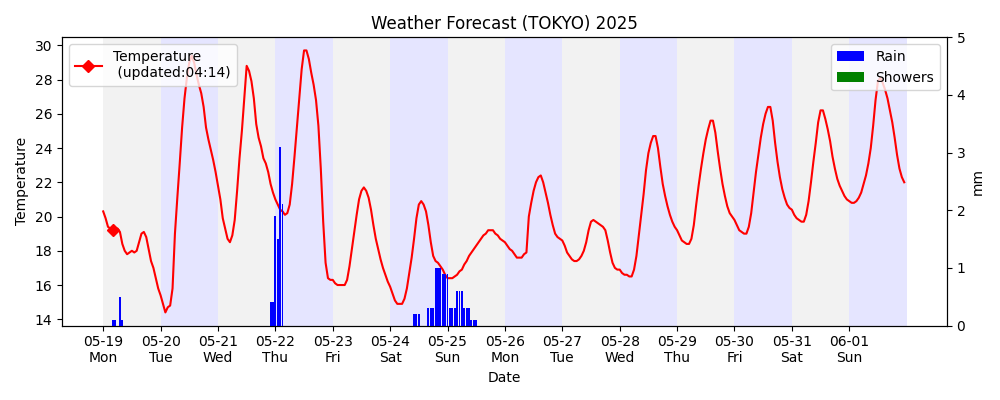 Weather Forecast (TOKYO) 2025
Temperature
(updated:04:14)
Rain
Showers
30
28
26
24
22
20
18
16
14
Temperature
5
4
3
2
1
0
mm
05-19 05-20 05-21 05-22 05-23 05-24 05-25 05-26 05-27 05-28 05-29 05-30 05-31 06-01
Mon Tue Wed Thu Fri Sat Sun Mon Tue Wed Thu Fri Sat Sun
Date